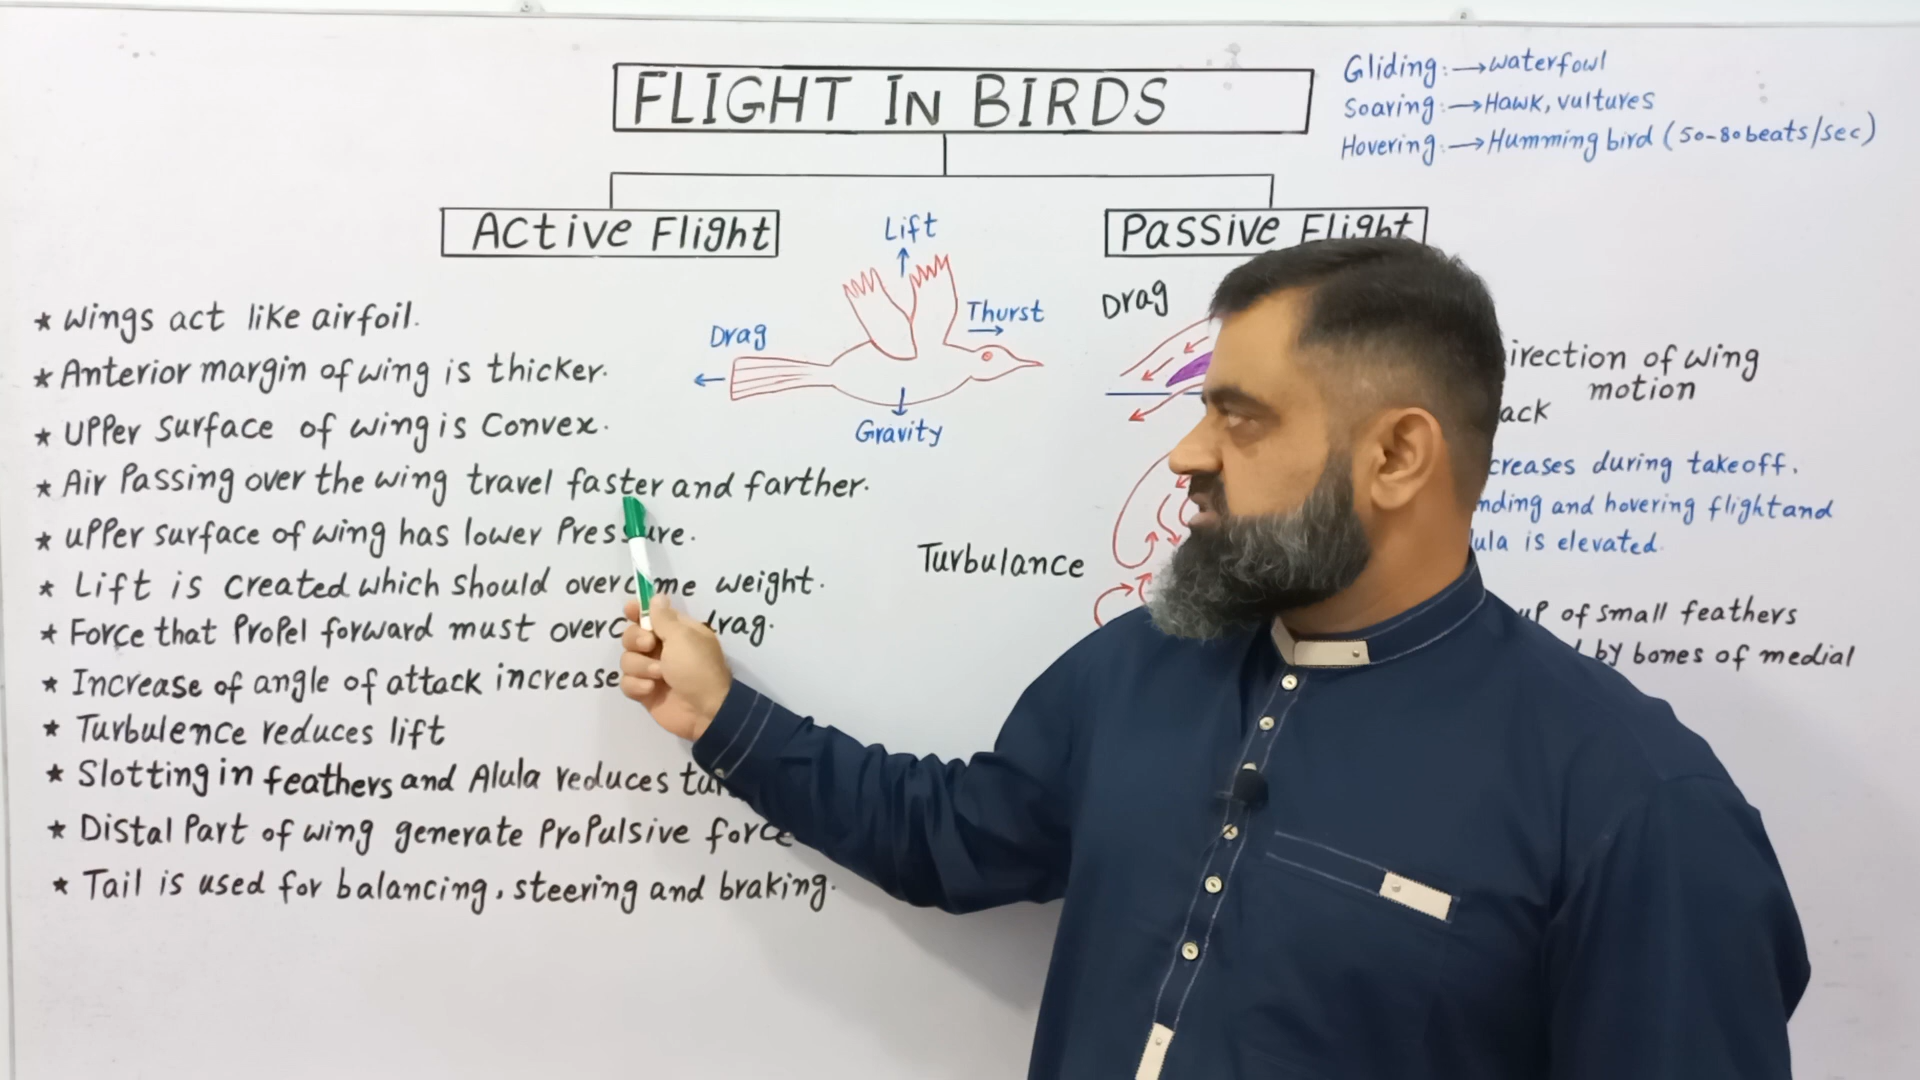 FLIGHT IN BIRDS
Gliding: →waterfowl
Soaring: →Hawk, vultures
Hovering: →Humming bird (50-80 beats/sec)
Active Flight
Passive Flight
Lift
Thurst
Drag
Gravity
* Wings act like airfoil.
* Anterior margin of wing is thicker.
* Upper surface of wing is Convex.
* Air Passing over the wing travel faster and farther.
* upper surface of wing has lower Pressure.
* Lift is created which should overcome weight.
* Force that Propel forward must drag.
* Increase of angle of attack increase
* Turbulence reduces lift
* Slotting in feathers and Alula reduces
* Distal Part of wing generate Propulsive force
* Tail is used for balancing, steering and braking.
Drag
irection of wing
motion
ack
creases during takeoff.
nding and hovering flight and
lula is elevated.
Turbulance
up of small feathers
by bones of medial